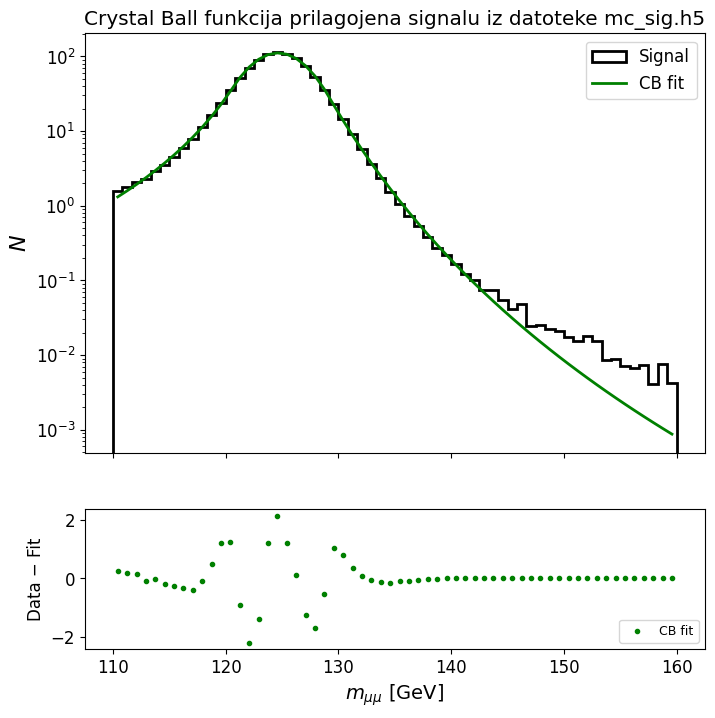 Crystal Ball funkcija prilagojena signalu iz datoteke mc_sig.h5
Signal
CB fit
10²
10¹
10⁰
10⁻¹
10⁻²
10⁻³
N
2
0
−2
Data − Fit
CB fit
110 120 130 140 150 160
m_μμ [GeV]